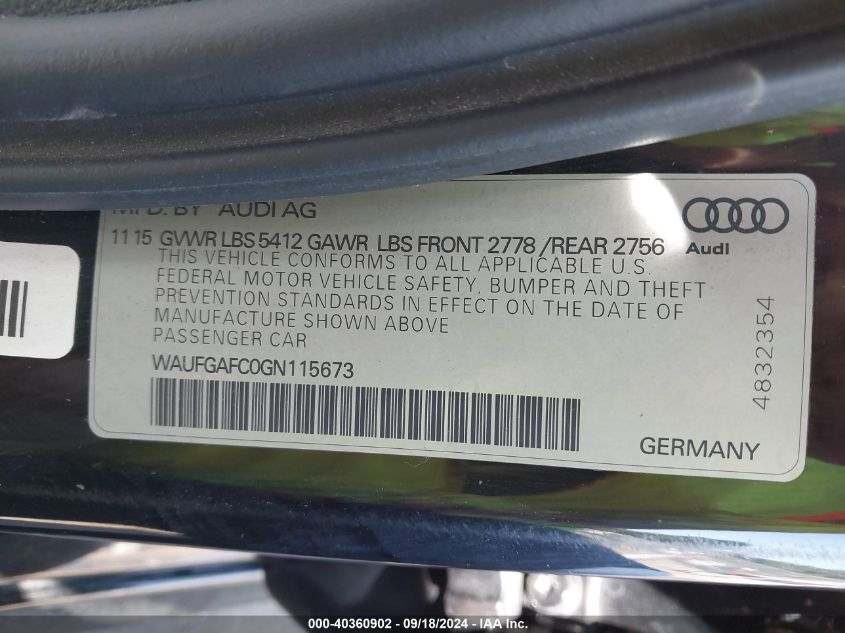 MFD. BY AUDI AG
11 15 GVWR LBS 5412 GAWR LBS FRONT 2778 /REAR 2756
Audi
THIS VEHICLE CONFORMS TO ALL APPLICABLE U.S.
FEDERAL MOTOR VEHICLE SAFETY, BUMPER AND THEFT
PREVENTION STANDARDS IN EFFECT ON THE DATE OF
MANUFACTURE SHOWN ABOVE
PASSENGER CAR
WAUFGAFC0GN115673
4832354
GERMANY
000-40360902 - 09/18/2024 - IAA Inc.